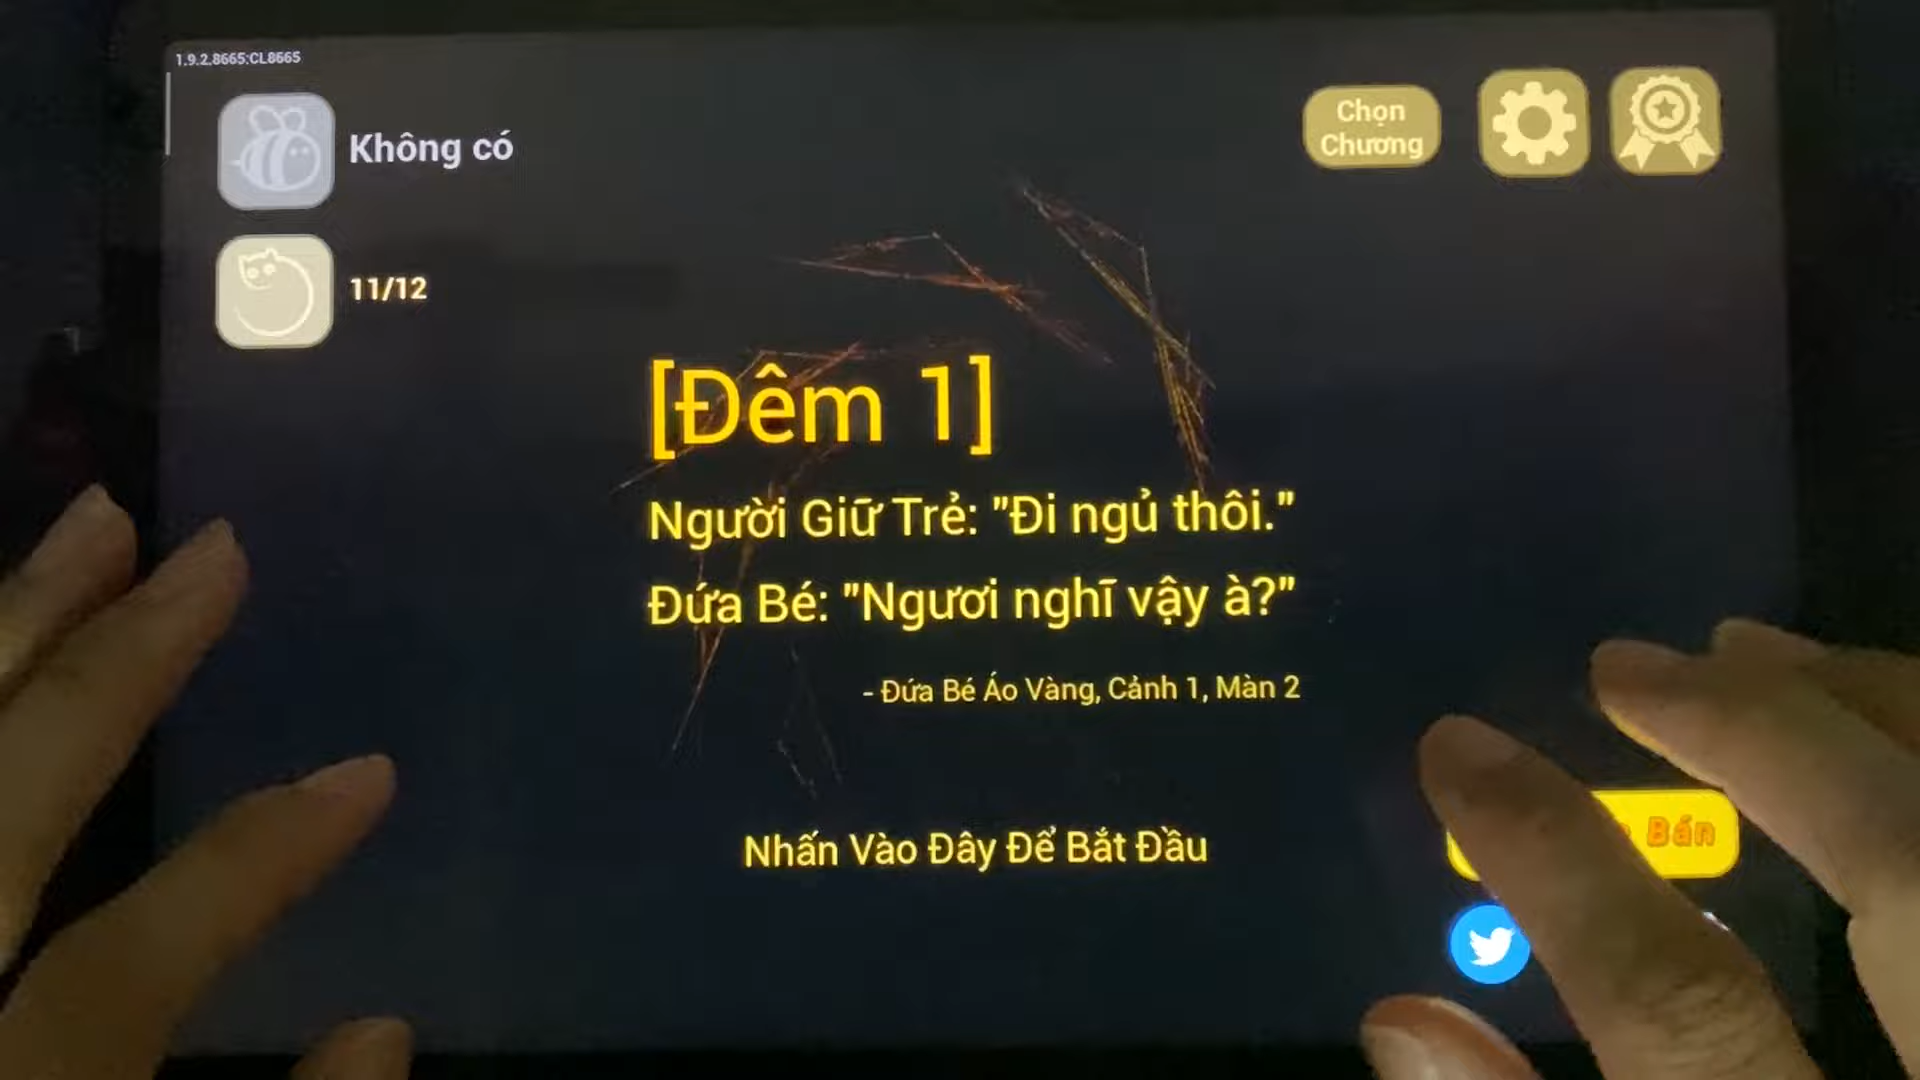 1.9.2.8665:CL8665
Không có
Chọn
Chương
11/12
[Đêm 1]
Người Giữ Trẻ: "Đi ngủ thôi."
Đứa Bé: "Ngươi nghĩ vậy à?"
- Đứa Bé Áo Vàng, Cảnh 1, Màn 2
Nhấn Vào Đây Để Bắt Đầu
Bán